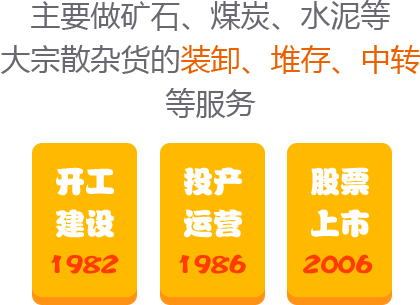 主要做矿石、煤炭、水泥等
大宗散杂货的装卸、堆存、中转
等服务
开工
建设
1982
投产
运营
1986
股票
上市
2006